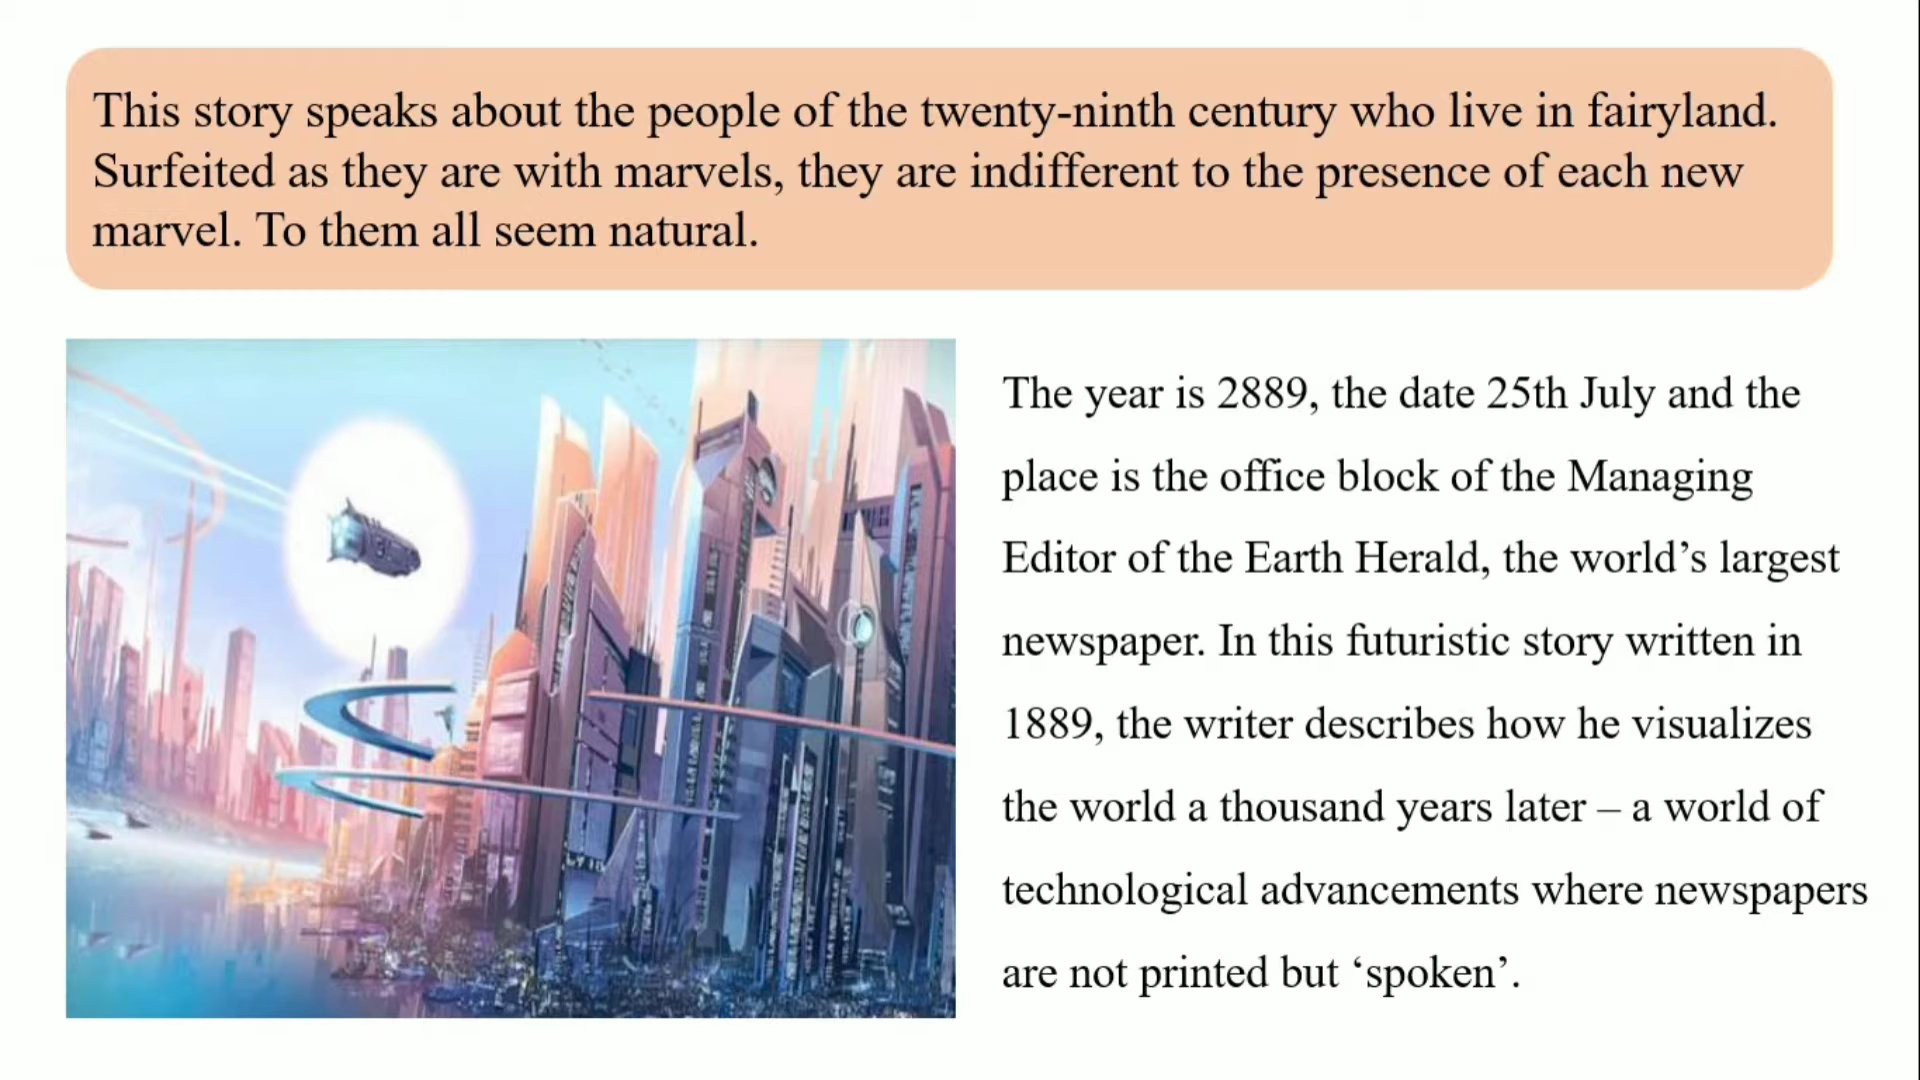 This story speaks about the people of the twenty-ninth century who live in fairyland.
Surfeited as they are with marvels, they are indifferent to the presence of each new
marvel. To them all seem natural.
The year is 2889, the date 25th July and the
place is the office block of the Managing
Editor of the Earth Herald, the world’s largest
newspaper. In this futuristic story written in
1889, the writer describes how he visualizes
the world a thousand years later – a world of
technological advancements where newspapers
are not printed but ‘spoken’.